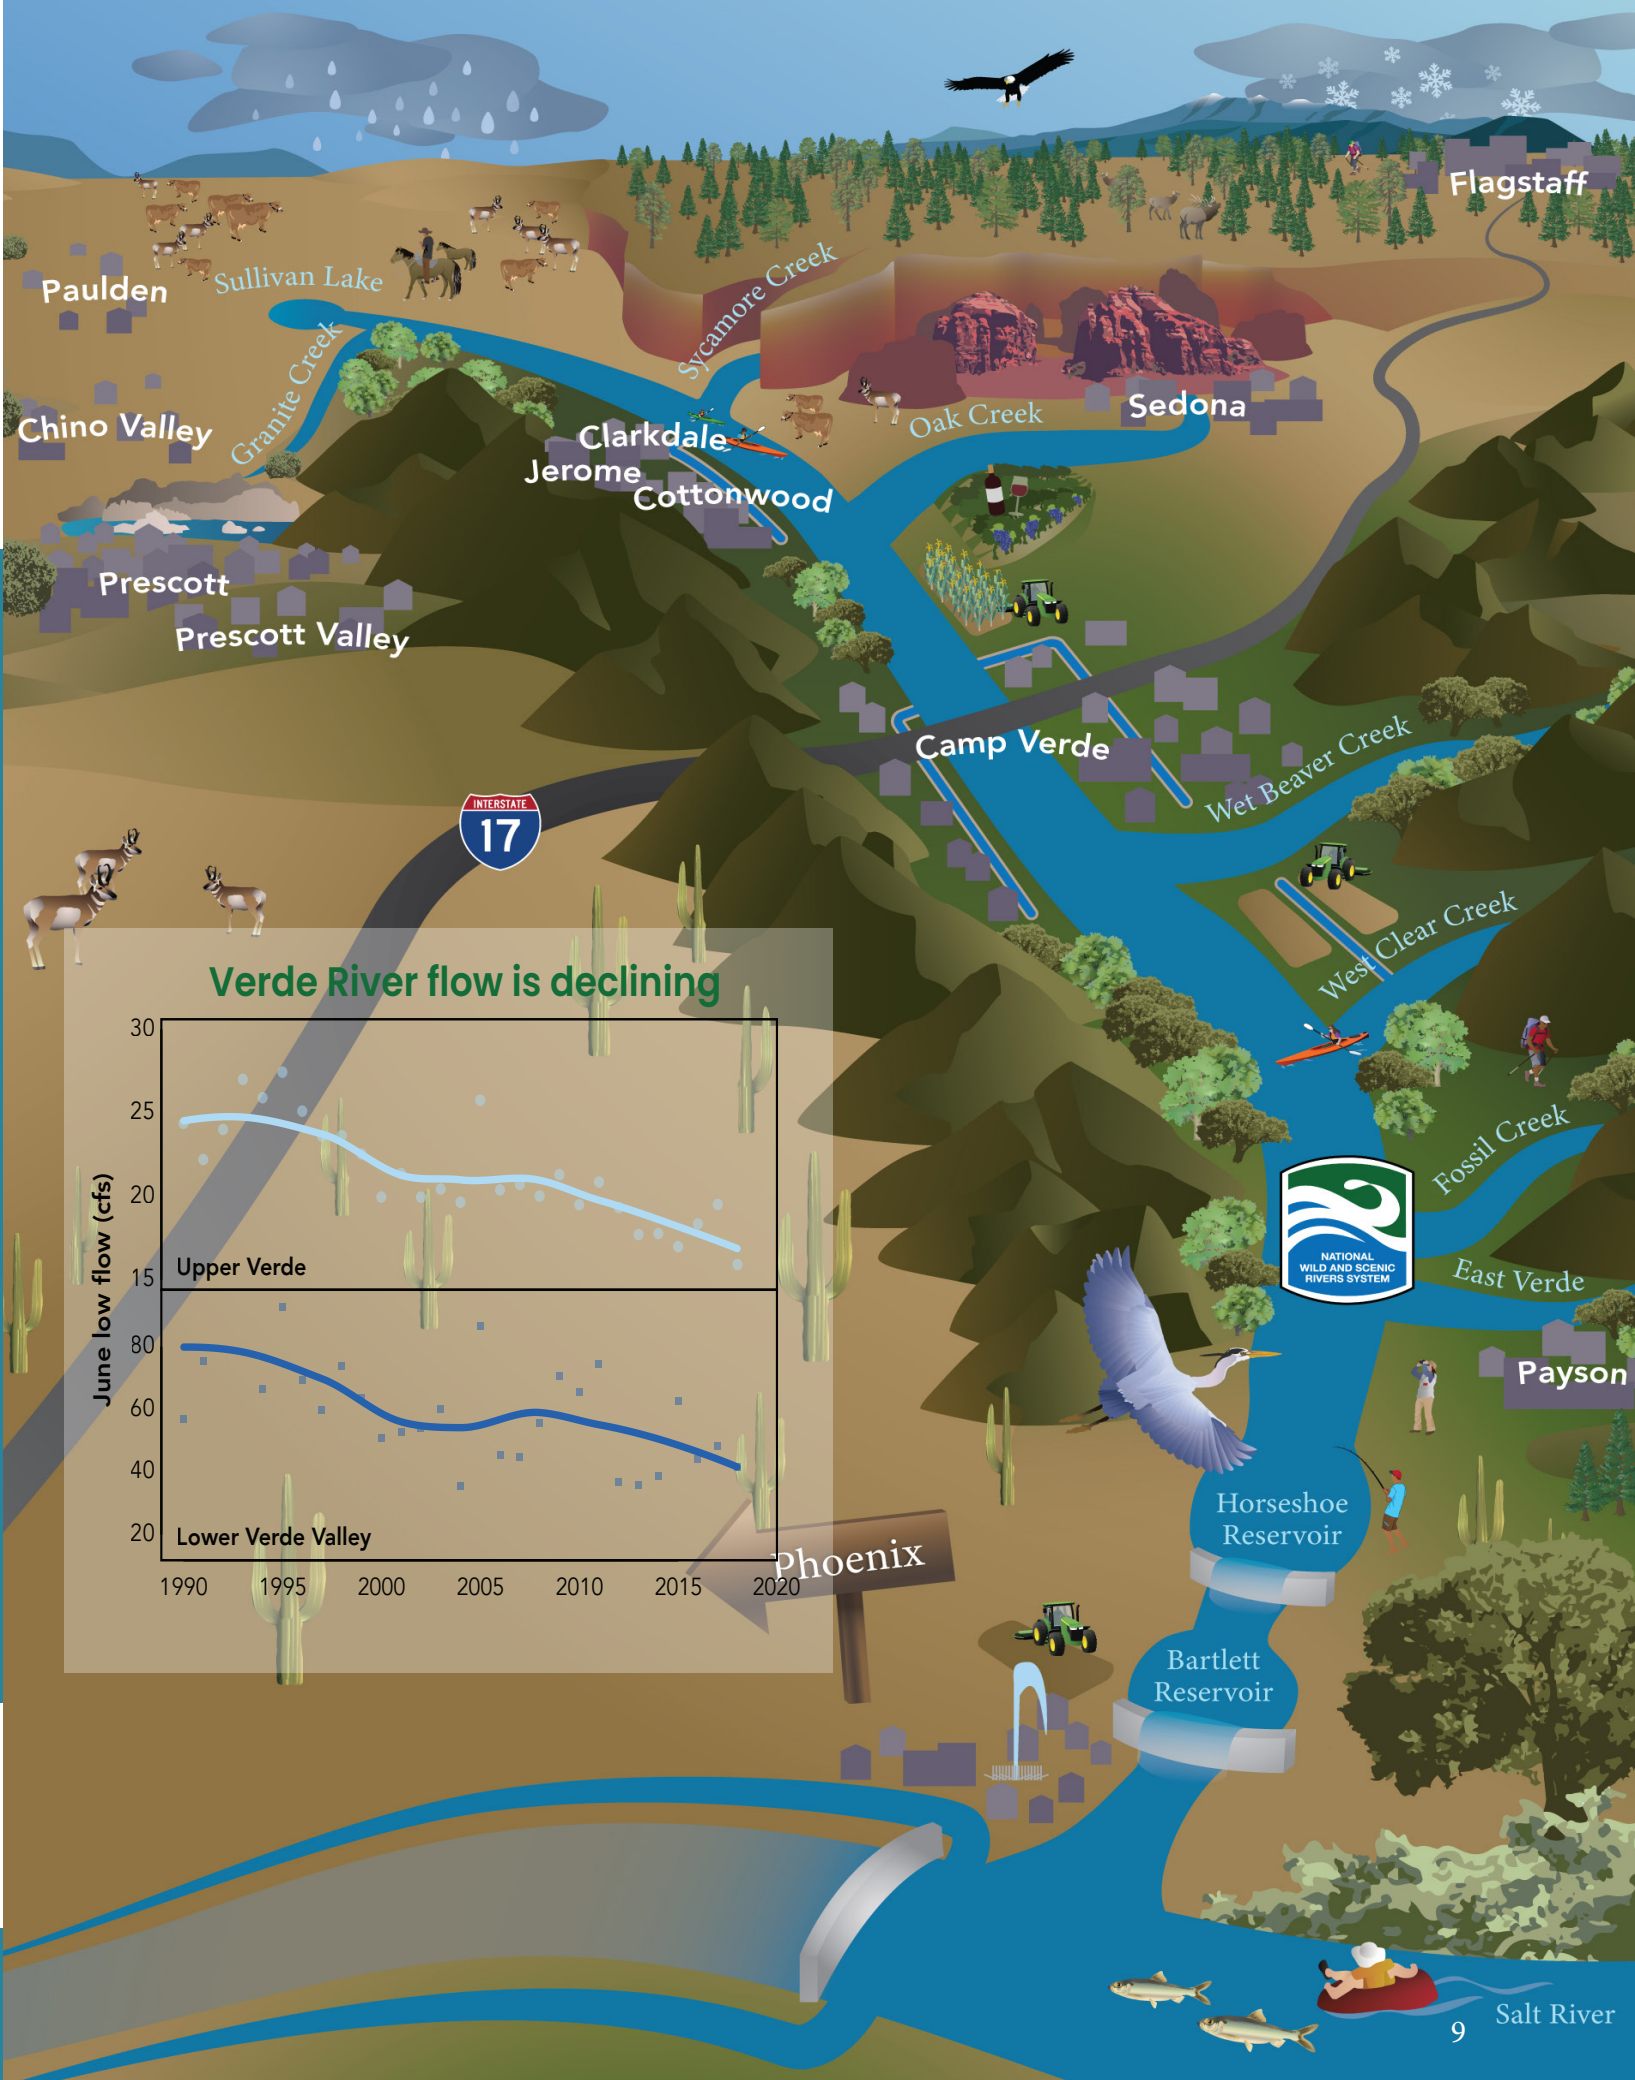 Flagstaff
Sullivan Lake
Paulden
Sycamore Creek
Granite Creek
Chino Valley
Clarkdale
Jerome
Cottonwood
Oak Creek
Sedona
Prescott
Prescott Valley
Camp Verde
INTERSTATE
17
Wet Beaver Creek
West Clear Creek
Fossil Creek
NATIONAL
WILD AND SCENIC
RIVERS SYSTEM
East Verde
Payson
Verde River flow is declining
June low flow (cfs)
30
25
20
15
Upper Verde
80
60
40
20
Lower Verde Valley
1990 1995 2000 2005 2010 2015 2020
Phoenix
Horseshoe
Reservoir
Bartlett
Reservoir
Salt River
9